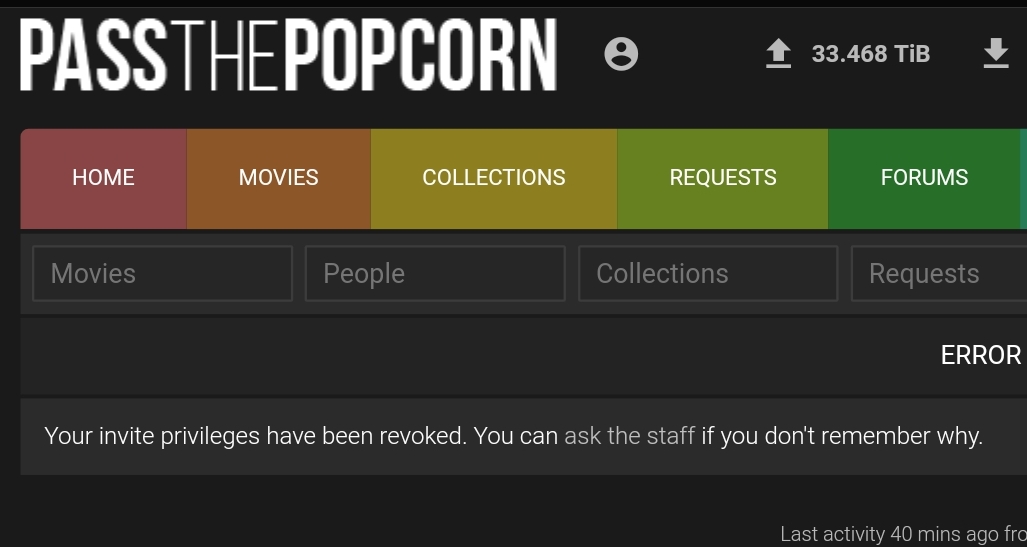 PASSTHEPOPCORN
33.468 TiB
HOME MOVIES COLLECTIONS REQUESTS FORUMS
Movies People Collections Requests
ERROR
Your invite privileges have been revoked. You can ask the staff if you don't remember why.
Last activity 40 mins ago fro